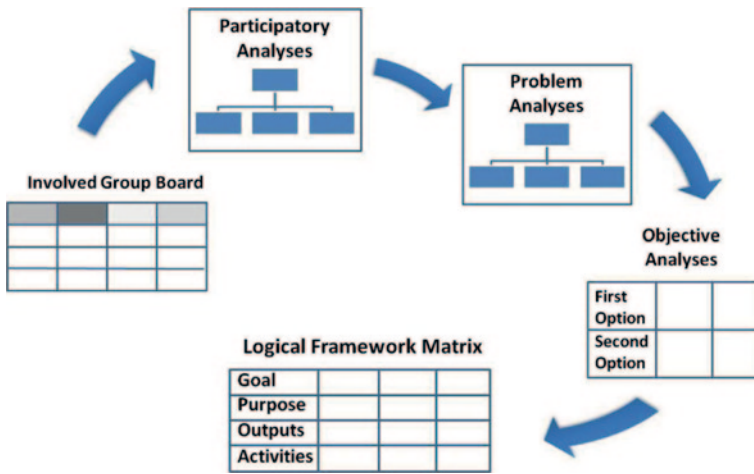 Participatory
Analyses
Problem
Analyses
Involved Group Board
Objective
Analyses
First
Option
Second
Option
Logical Framework Matrix
Goal
Purpose
Outputs
Activities